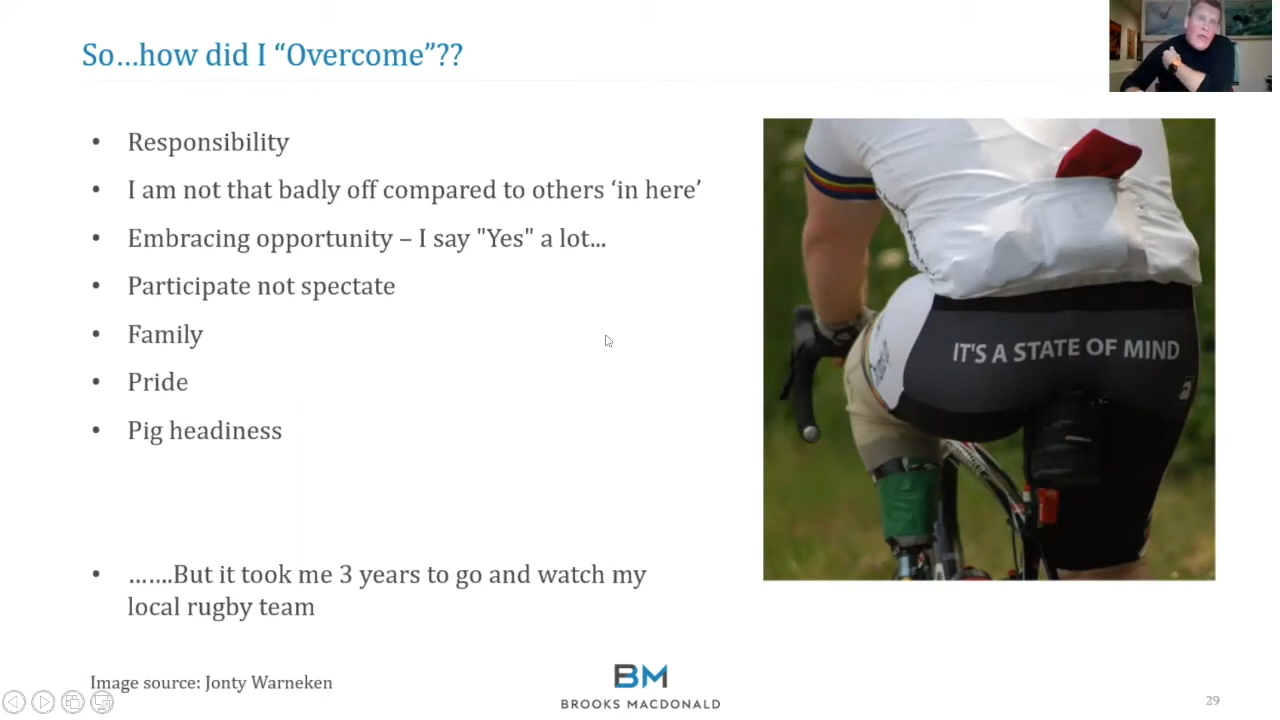 So…how did I “Overcome”??
• Responsibility
• I am not that badly off compared to others ‘in here’
• Embracing opportunity – I say "Yes" a lot...
• Participate not spectate
• Family
• Pride
• Pig headiness
• …….But it took me 3 years to go and watch my
local rugby team
IT'S A STATE OF MIND
Image source: Jonty Warneken
BM
BROOKS MACDONALD
29